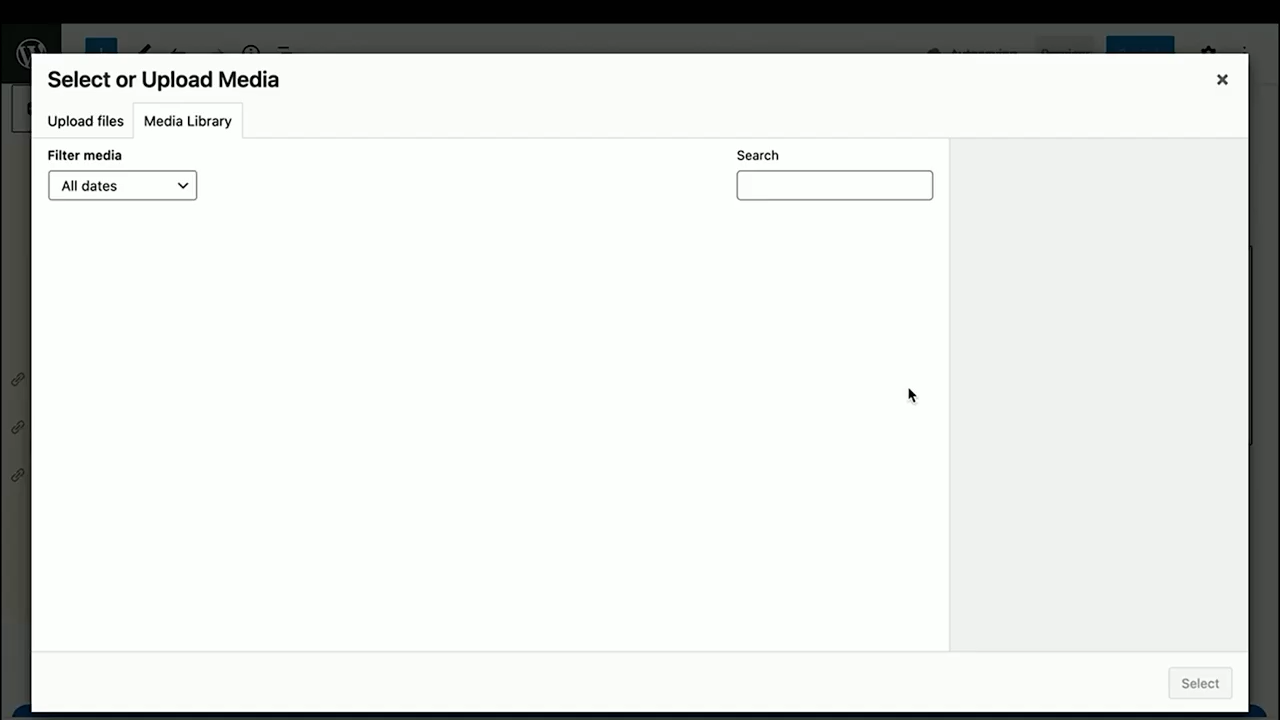 Select or Upload Media
Upload files
Media Library
Filter media
Search
All dates
Select